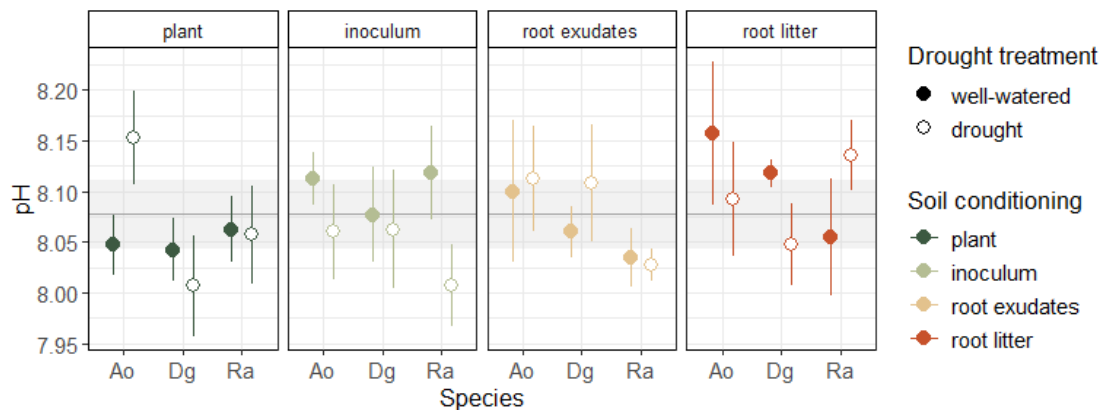 plant
inoculum
root exudates
root litter
pH
8.20
8.15
8.10
8.05
8.00
7.95
Ao Dg Ra
Ao Dg Ra
Ao Dg Ra
Ao Dg Ra
Species
Drought treatment
well-watered
drought
Soil conditioning
plant
inoculum
root exudates
root litter